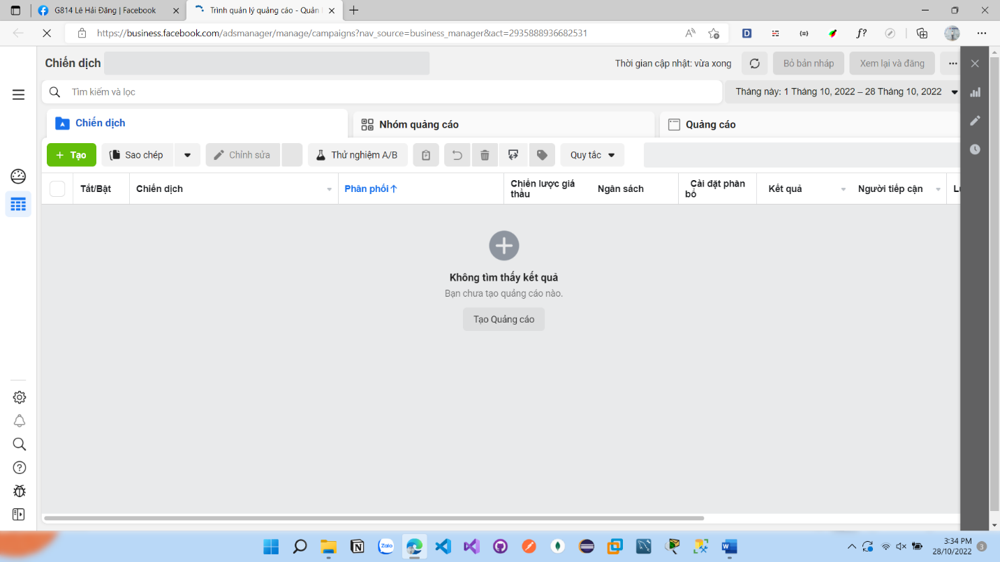 G814 Lê Hải Đăng | Facebook
Trình quản lý quảng cáo - Quản
https://business.facebook.com/adsmanager/manage/campaigns?nav_source=business_manager&act=2935888936682531
Chiến dịch
Thời gian cập nhật: vừa xong
Bỏ bản nháp
Xem lại và đăng
Tìm kiếm và lọc
Tháng này: 1 Tháng 10, 2022 – 28 Tháng 10, 2022
Chiến dịch
Nhóm quảng cáo
Quảng cáo
+ Tạo
Sao chép
Chỉnh sửa
Thử nghiệm A/B
Quy tắc
Tắt/Bật
Chiến dịch
Phân phối↑
Chiến lược giá
thầu
Ngân sách
Cài đặt phân
bổ
Kết quả
Người tiếp cận
Không tìm thấy kết quả
Bạn chưa tạo quảng cáo nào.
Tạo Quảng cáo
Zalo
3:34 PM
28/10/2022
3